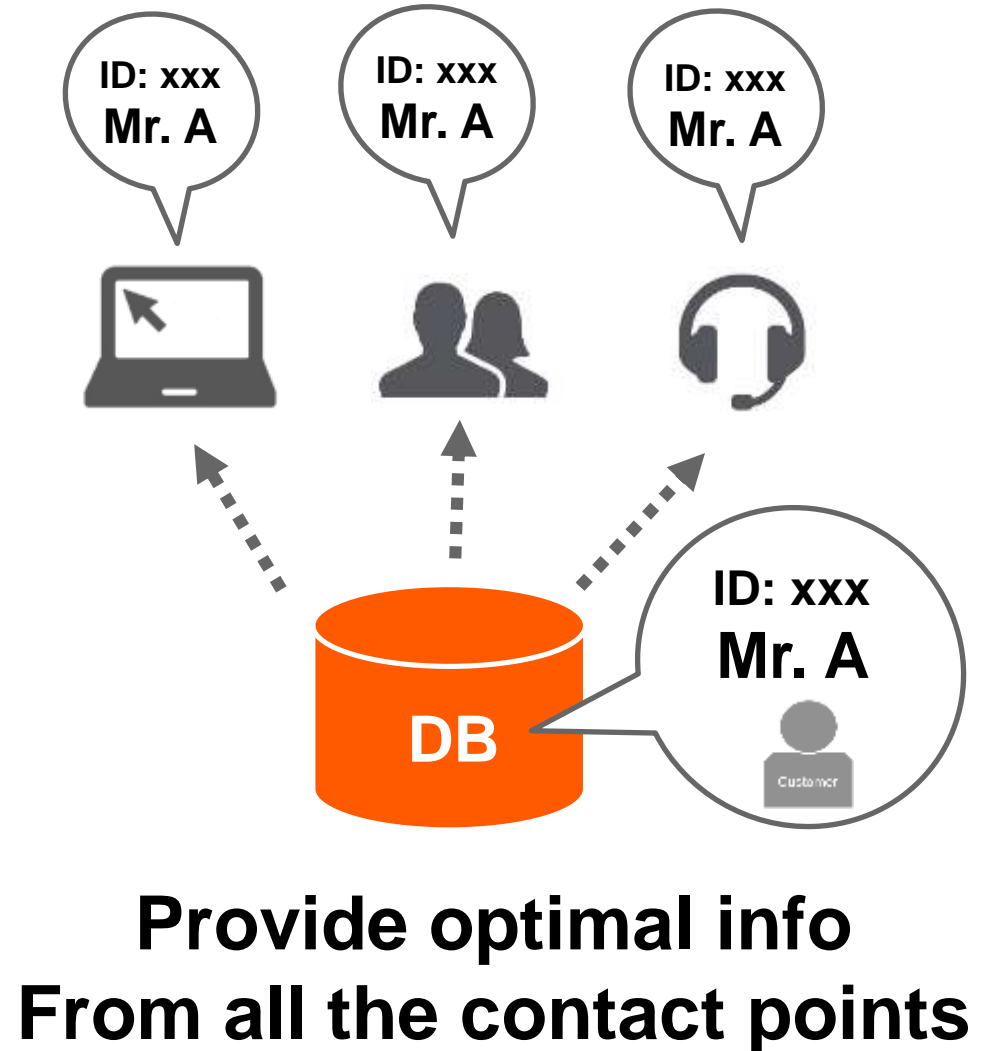 ID: xxx
Mr. A
ID: xxx
Mr. A
ID: xxx
Mr. A
ID: xxx
Mr. A
Customer
DB
Provide optimal info
From all the contact points